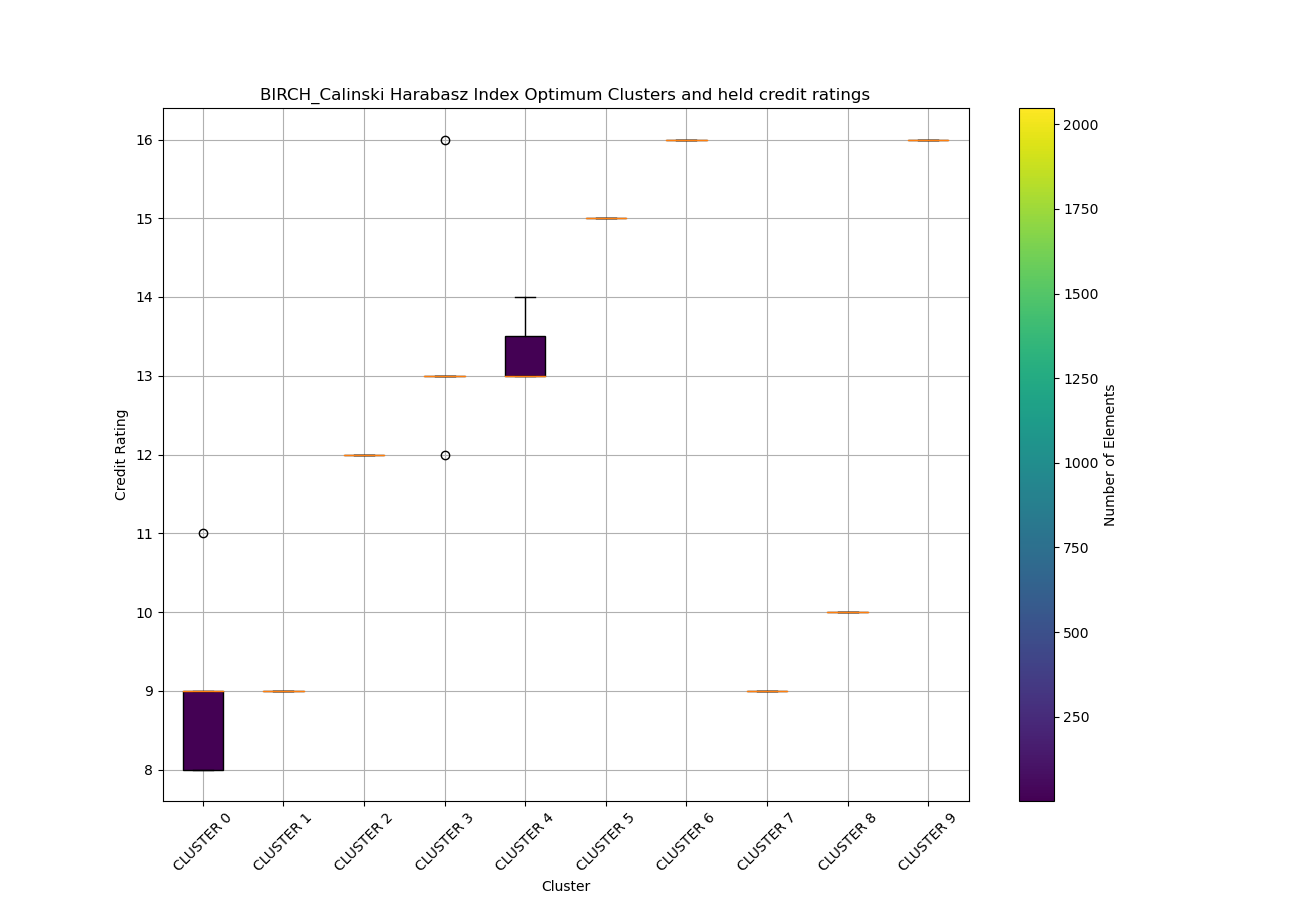 BIRCH_Calinski Harabasz Index Optimum Clusters and held credit ratings
16
15
14
13
12
11
10
9
8
Credit Rating
CLUSTER 0
CLUSTER 1
CLUSTER 2
CLUSTER 3
CLUSTER 4
CLUSTER 5
CLUSTER 6
CLUSTER 7
CLUSTER 8
CLUSTER 9
Cluster
2000
1750
1500
1250
1000
750
500
250
Number of Elements